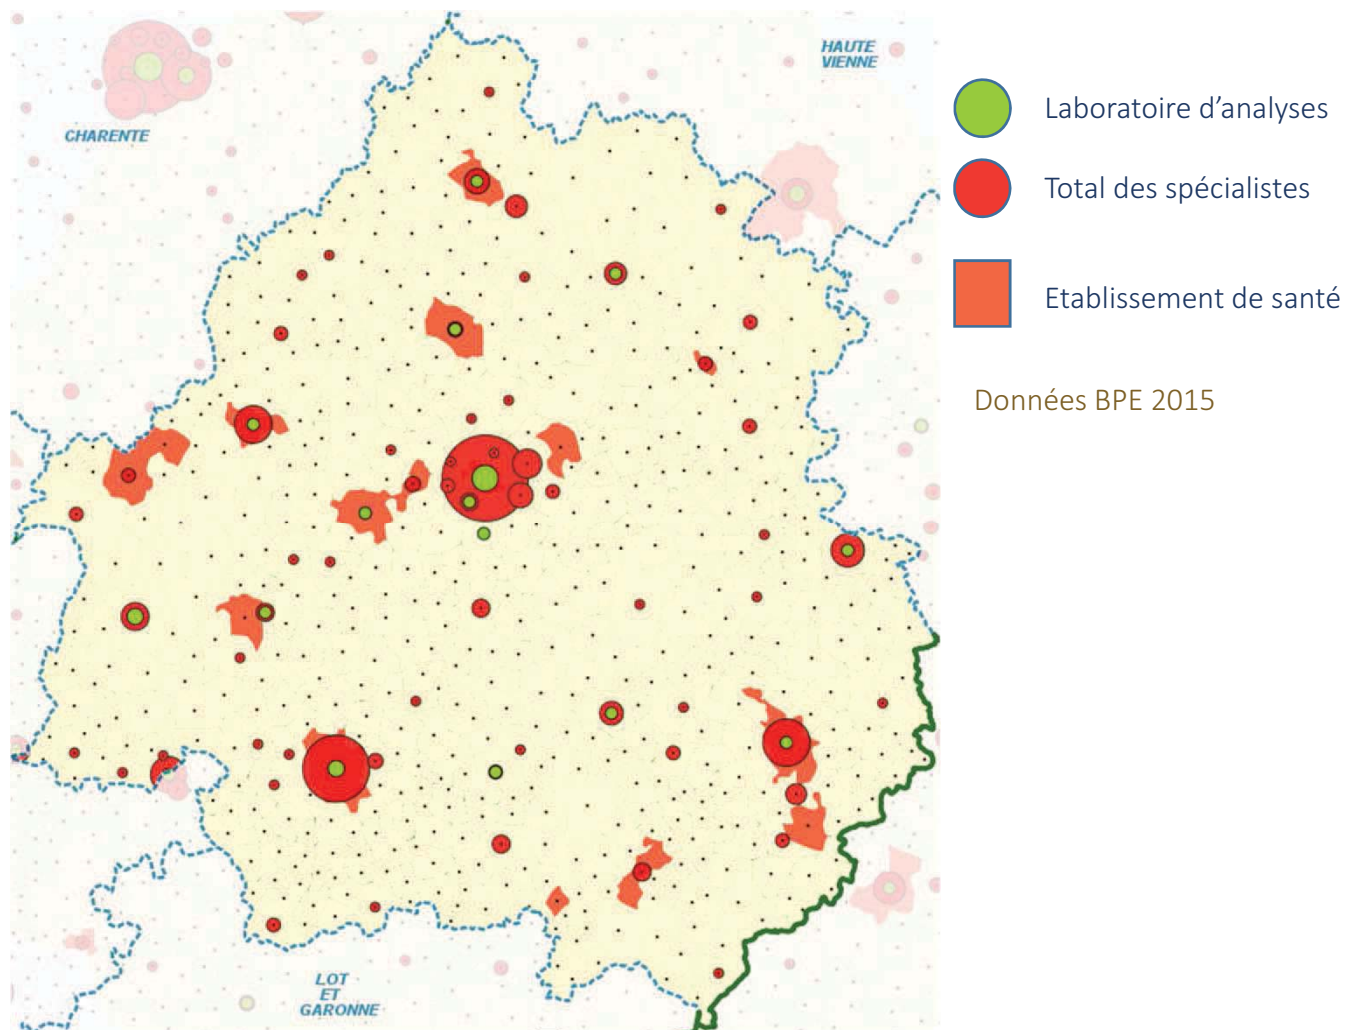 HAUTE
VIENNE
CHARENTE
Laboratoire d'analyses
Total des spécialistes
Etablissement de santé
Données BPE 2015
LOT
ET
GARONNE